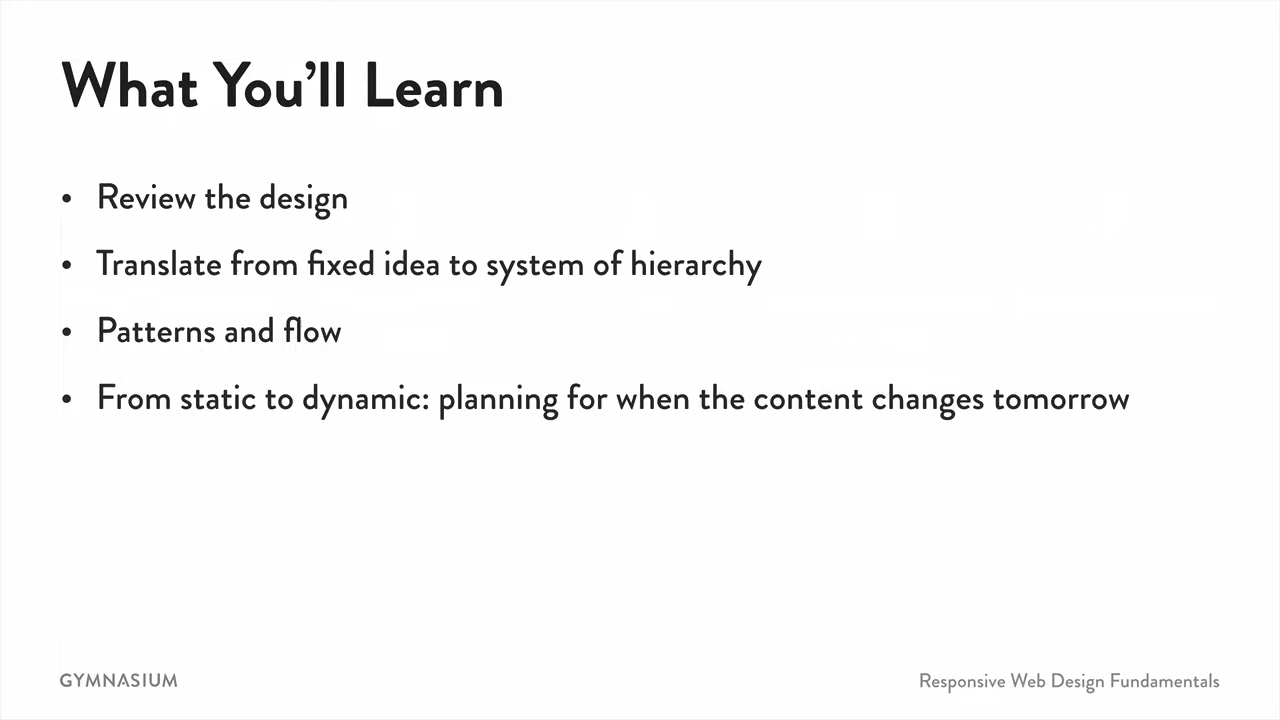 What You’ll Learn
• Review the design
• Translate from fixed idea to system of hierarchy
• Patterns and flow
• From static to dynamic: planning for when the content changes tomorrow
GYMNASIUM
Responsive Web Design Fundamentals